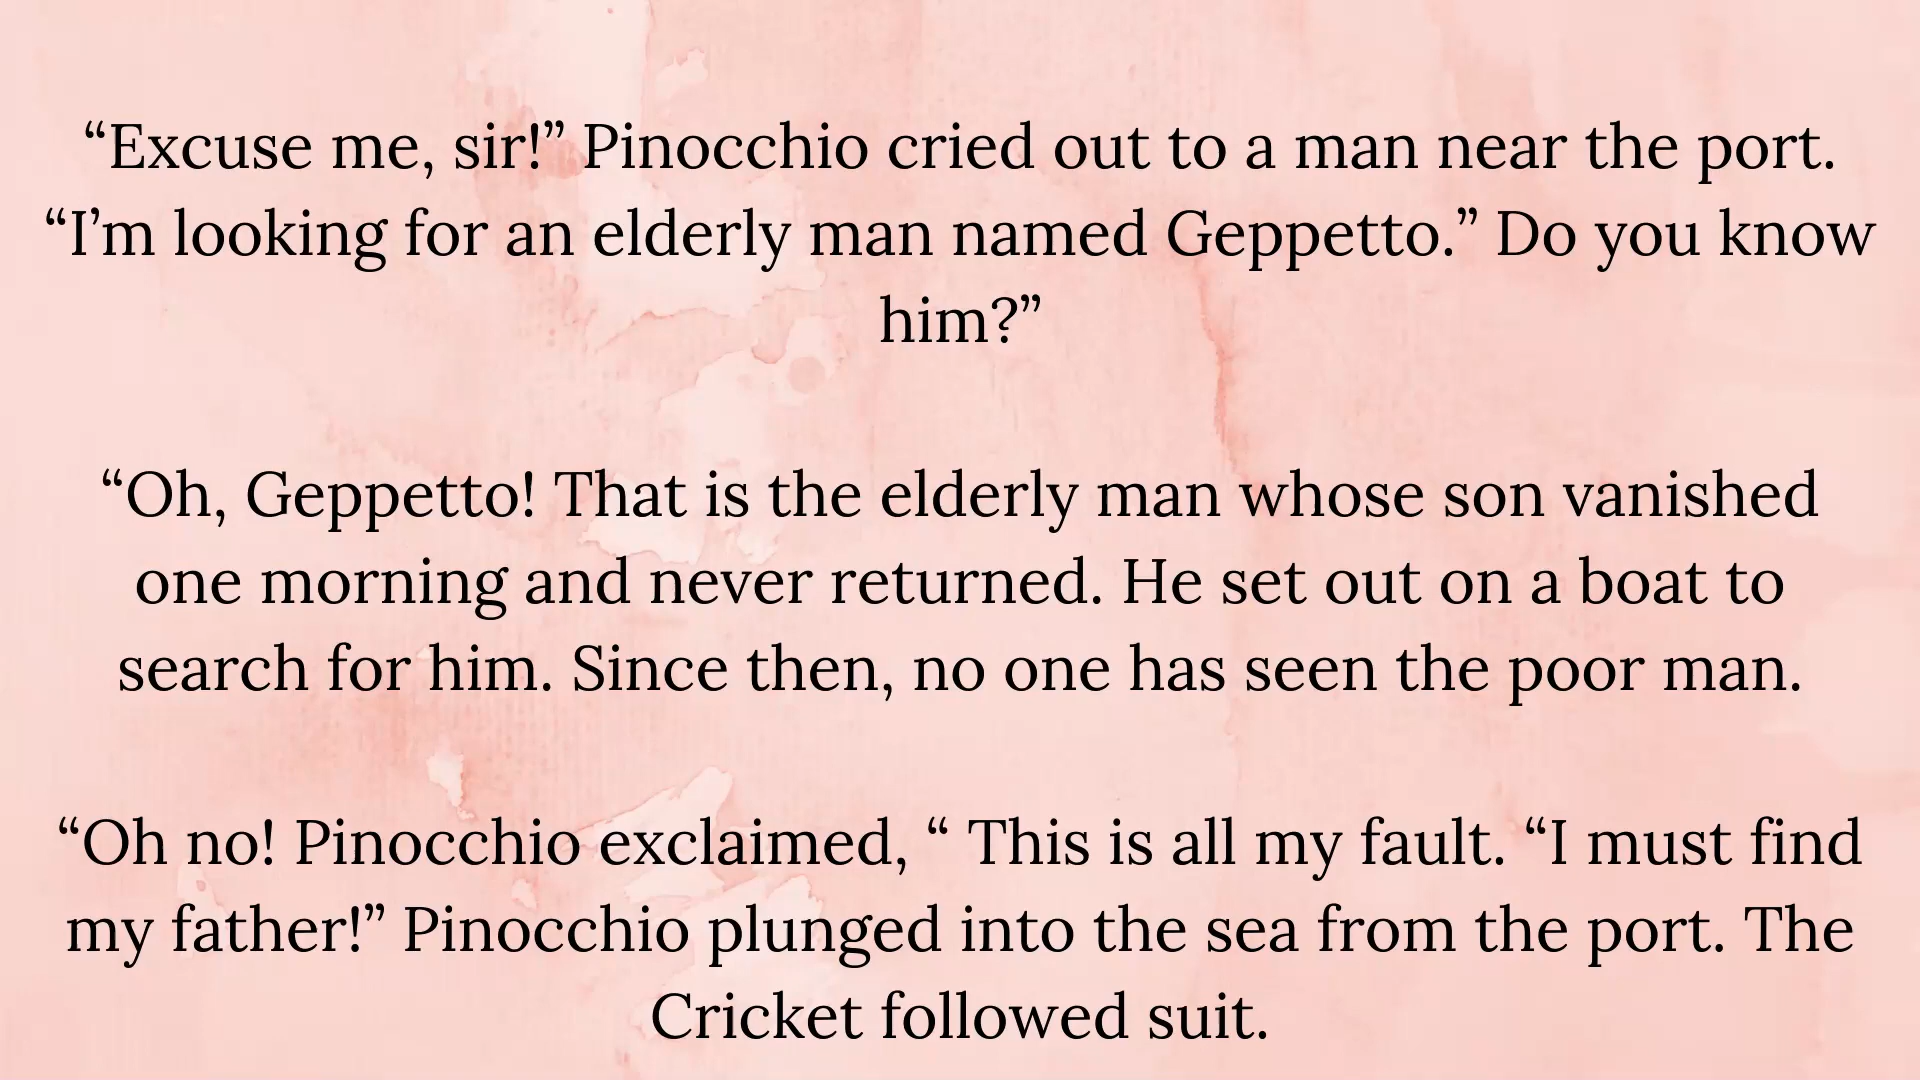 “Excuse me, sir!” Pinocchio cried out to a man near the port.
“I’m looking for an elderly man named Geppetto.” Do you know
him?”
“Oh, Geppetto! That is the elderly man whose son vanished
one morning and never returned. He set out on a boat to
search for him. Since then, no one has seen the poor man.
“Oh no! Pinocchio exclaimed, “ This is all my fault. “I must find
my father!” Pinocchio plunged into the sea from the port. The
Cricket followed suit.